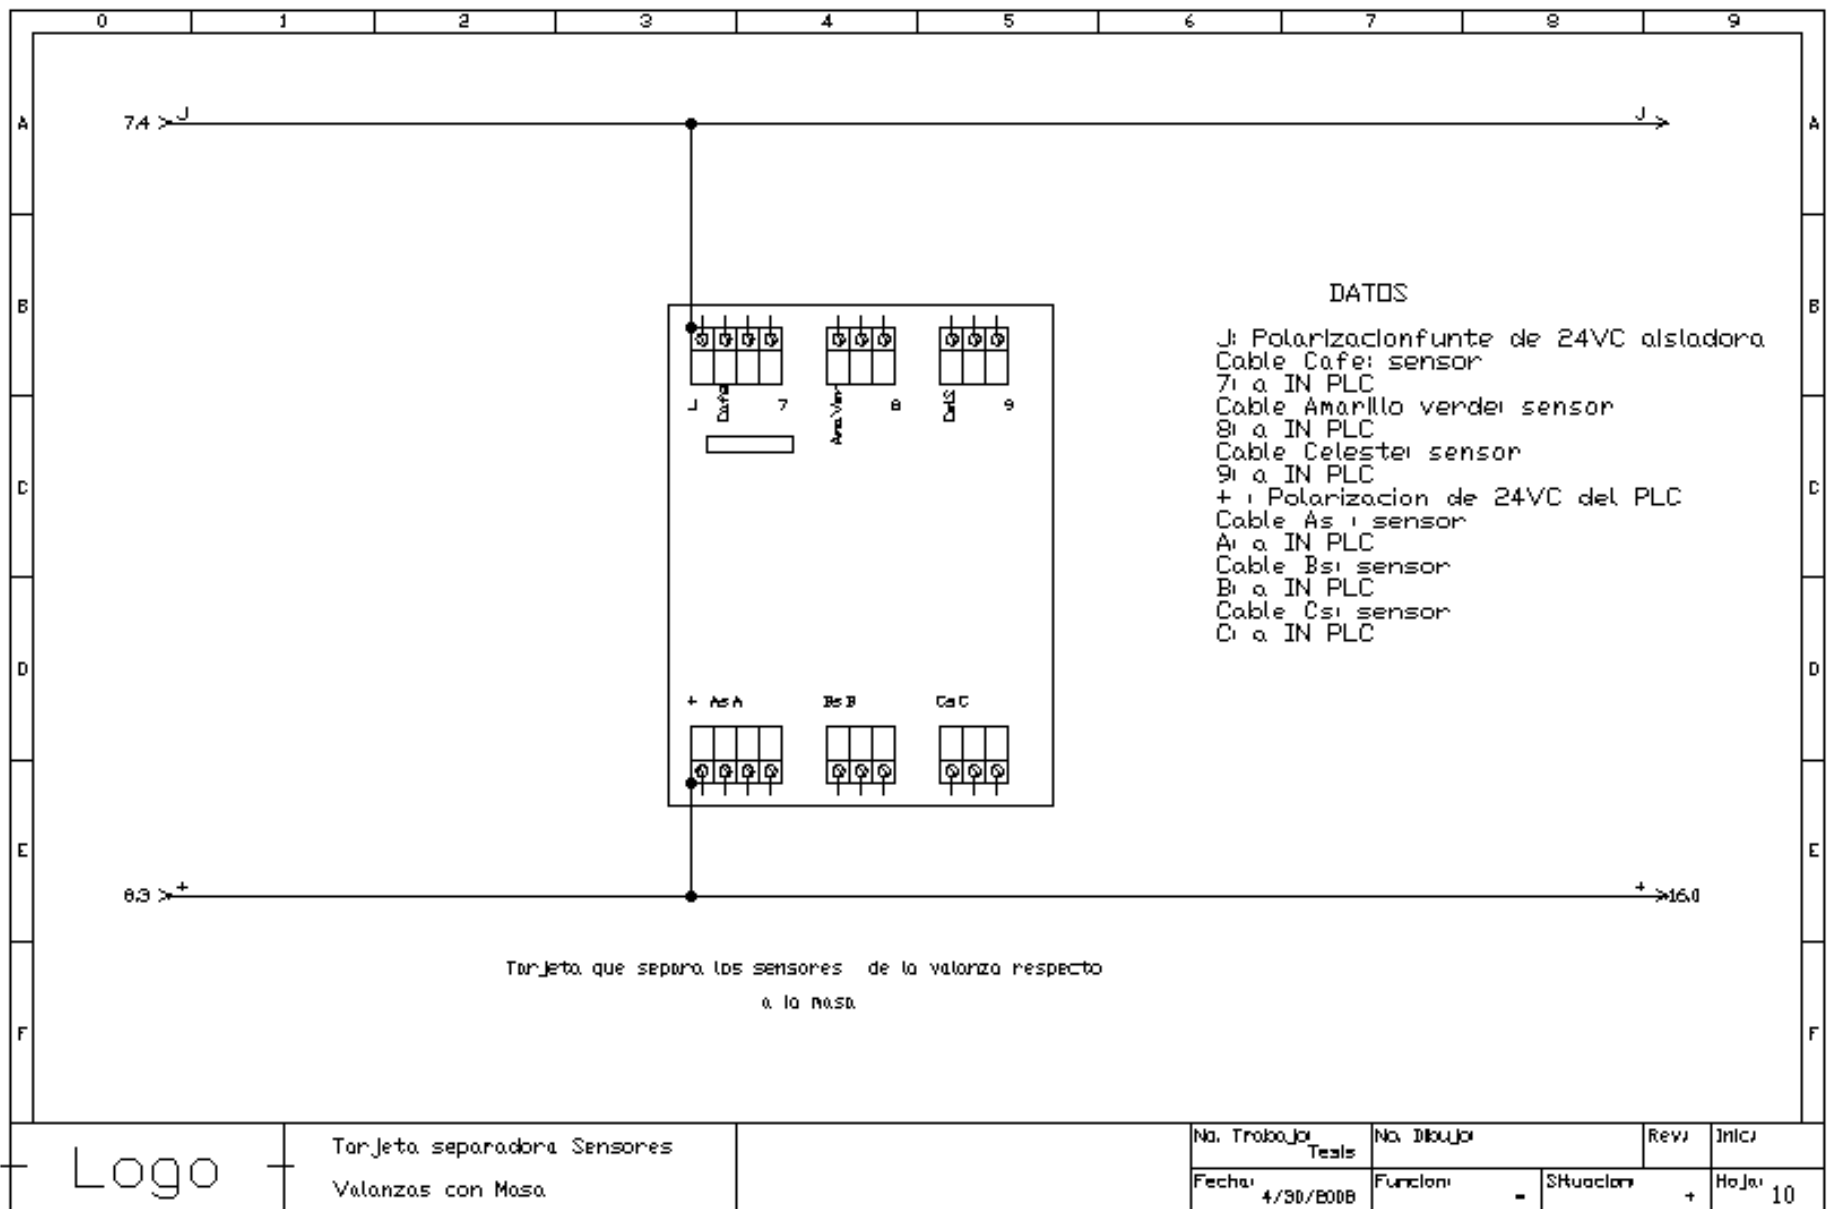 0 1 2 3 4 5 6 7 8 9
A A
7.4 J J
B B
DATOS
J: Polarizacionfunte de 24VC aisladora
Cable Cafe: sensor
7: a IN PLC
Cable Amarillo verde: sensor
8: a IN PLC
Cable Celeste: sensor
9: a IN PLC
+ : Polarizacion de 24VC del PLC
Cable As : sensor
A: a IN PLC
Cable Bs: sensor
B: a IN PLC
Cable Cs: sensor
C: a IN PLC
J Cafe 7 8 9
C C
D D
+ As A Bs B Cs C
E E
+ + 16.0
Tarjeta que separa los sensores de la valanza respecto
a la masa
F F
Logo
Tarjeta separadora Sensores
Valanzas con Masa
No. Trabajo: Tesis
No. Dibujo:
Rev:
Inic:
Fecha: 4/30/2008
Funcion: -
Situacion: +
Hoja: 10